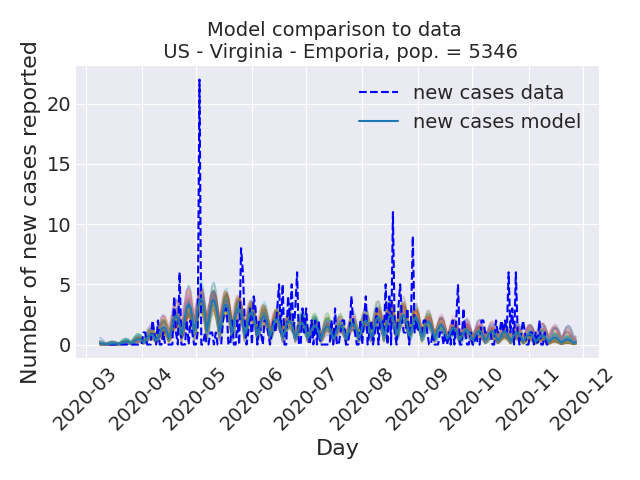 Model comparison to data
US - Virginia - Emporia, pop. = 5346
Number of new cases reported
20
15
10
5
0
new cases data
new cases model
2020-03
2020-04
2020-05
2020-06
2020-07
2020-08
2020-09
2020-10
2020-11
2020-12
Day